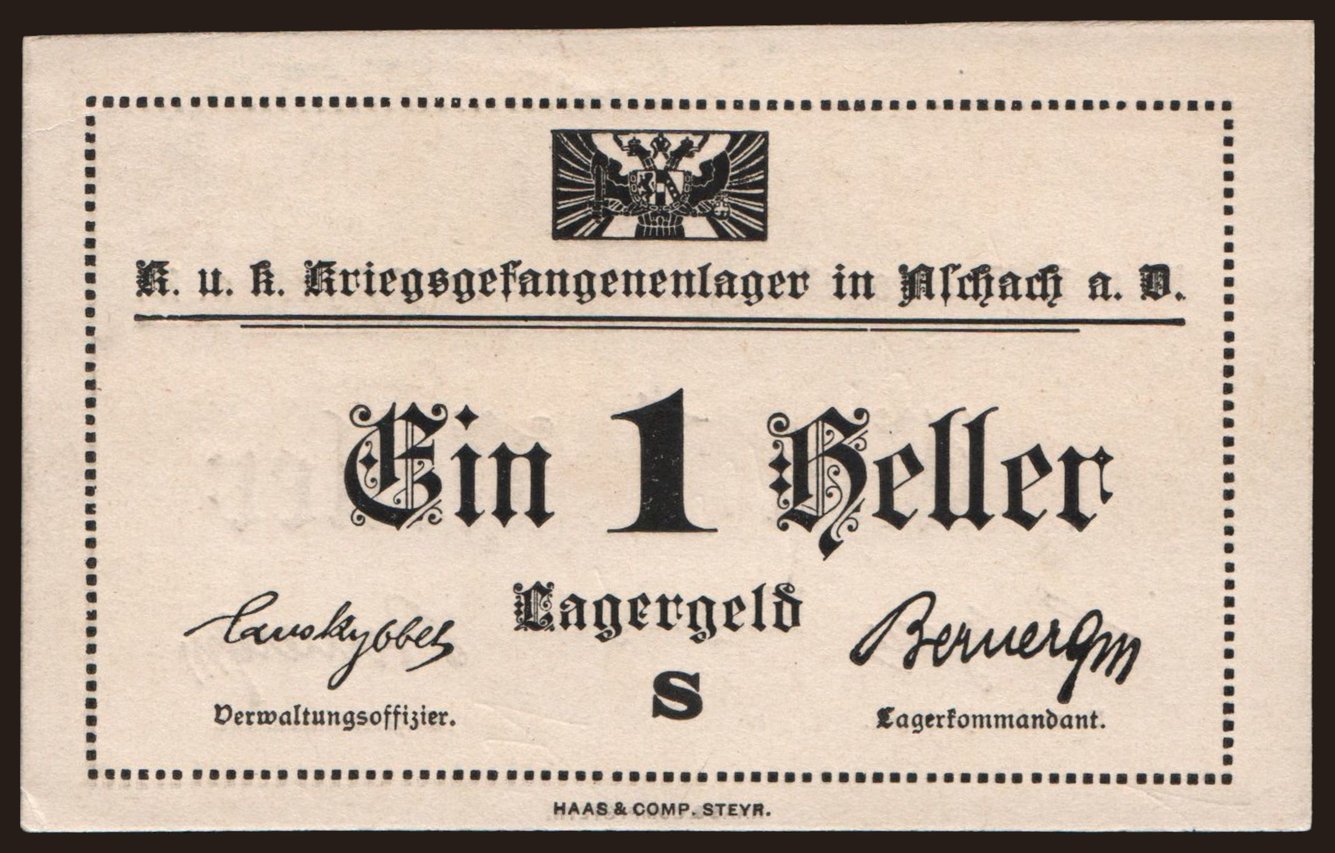 K. u. k. Kriegsgefangenenlager in Aschach a. D.
Ein 1 Heller
Lagergeld
S
Verwaltungsoffizier.
Lagerkommandant.
HAAS & COMP. STEYR.